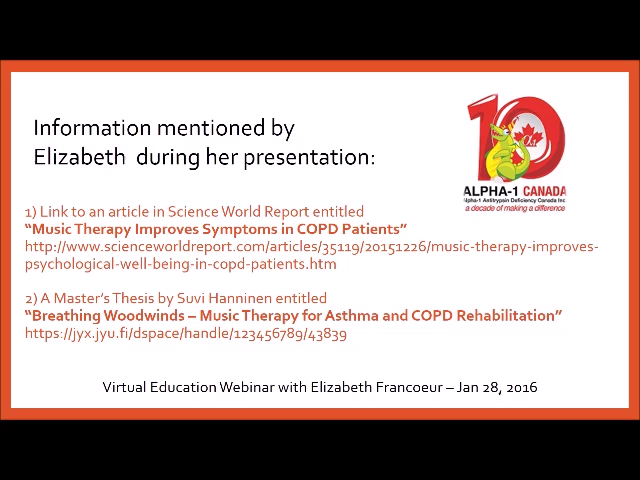 Information mentioned by
Elizabeth during her presentation:
10
ALPHA-1 CANADA
Alpha-1 Antitrypsin Deficiency Canada Inc
a decade of making a difference
1) Link to an article in Science World Report entitled
“Music Therapy Improves Symptoms in COPD Patients”
http://www.scienceworldreport.com/articles/35119/20151226/music-therapy-improves-
psychological-well-being-in-copd-patients.htm
2) A Master’s Thesis by Suvi Hanninen entitled
“Breathing Woodwinds – Music Therapy for Asthma and COPD Rehabilitation”
https://jyx.jyu.fi/dspace/handle/123456789/43839
Virtual Education Webinar with Elizabeth Francoeur – Jan 28, 2016